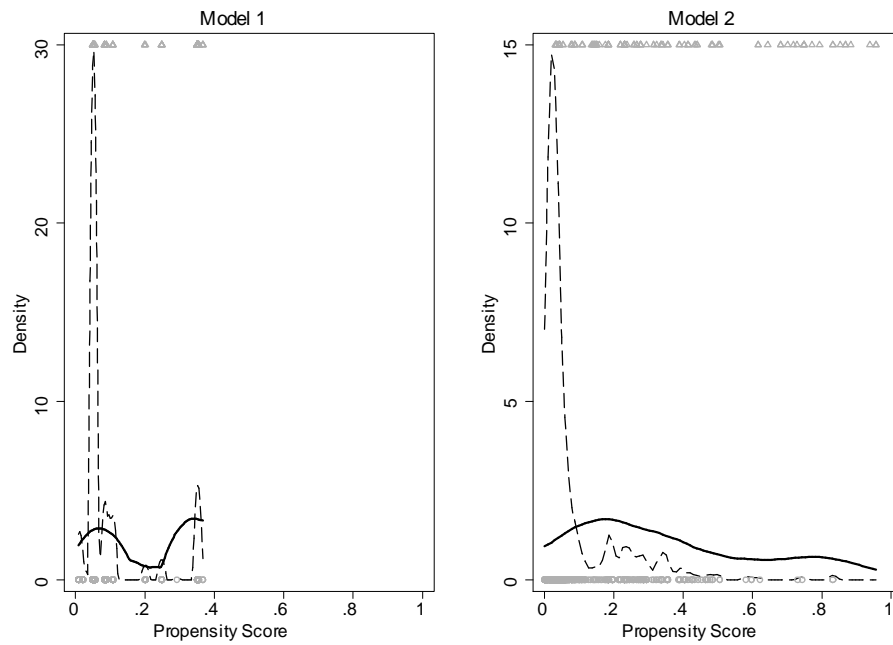 Model 1
30
20
10
0
Density
0 .2 .4 .6 .8 1
Propensity Score
Model 2
15
10
5
0
Density
0 .2 .4 .6 .8 1
Propensity Score